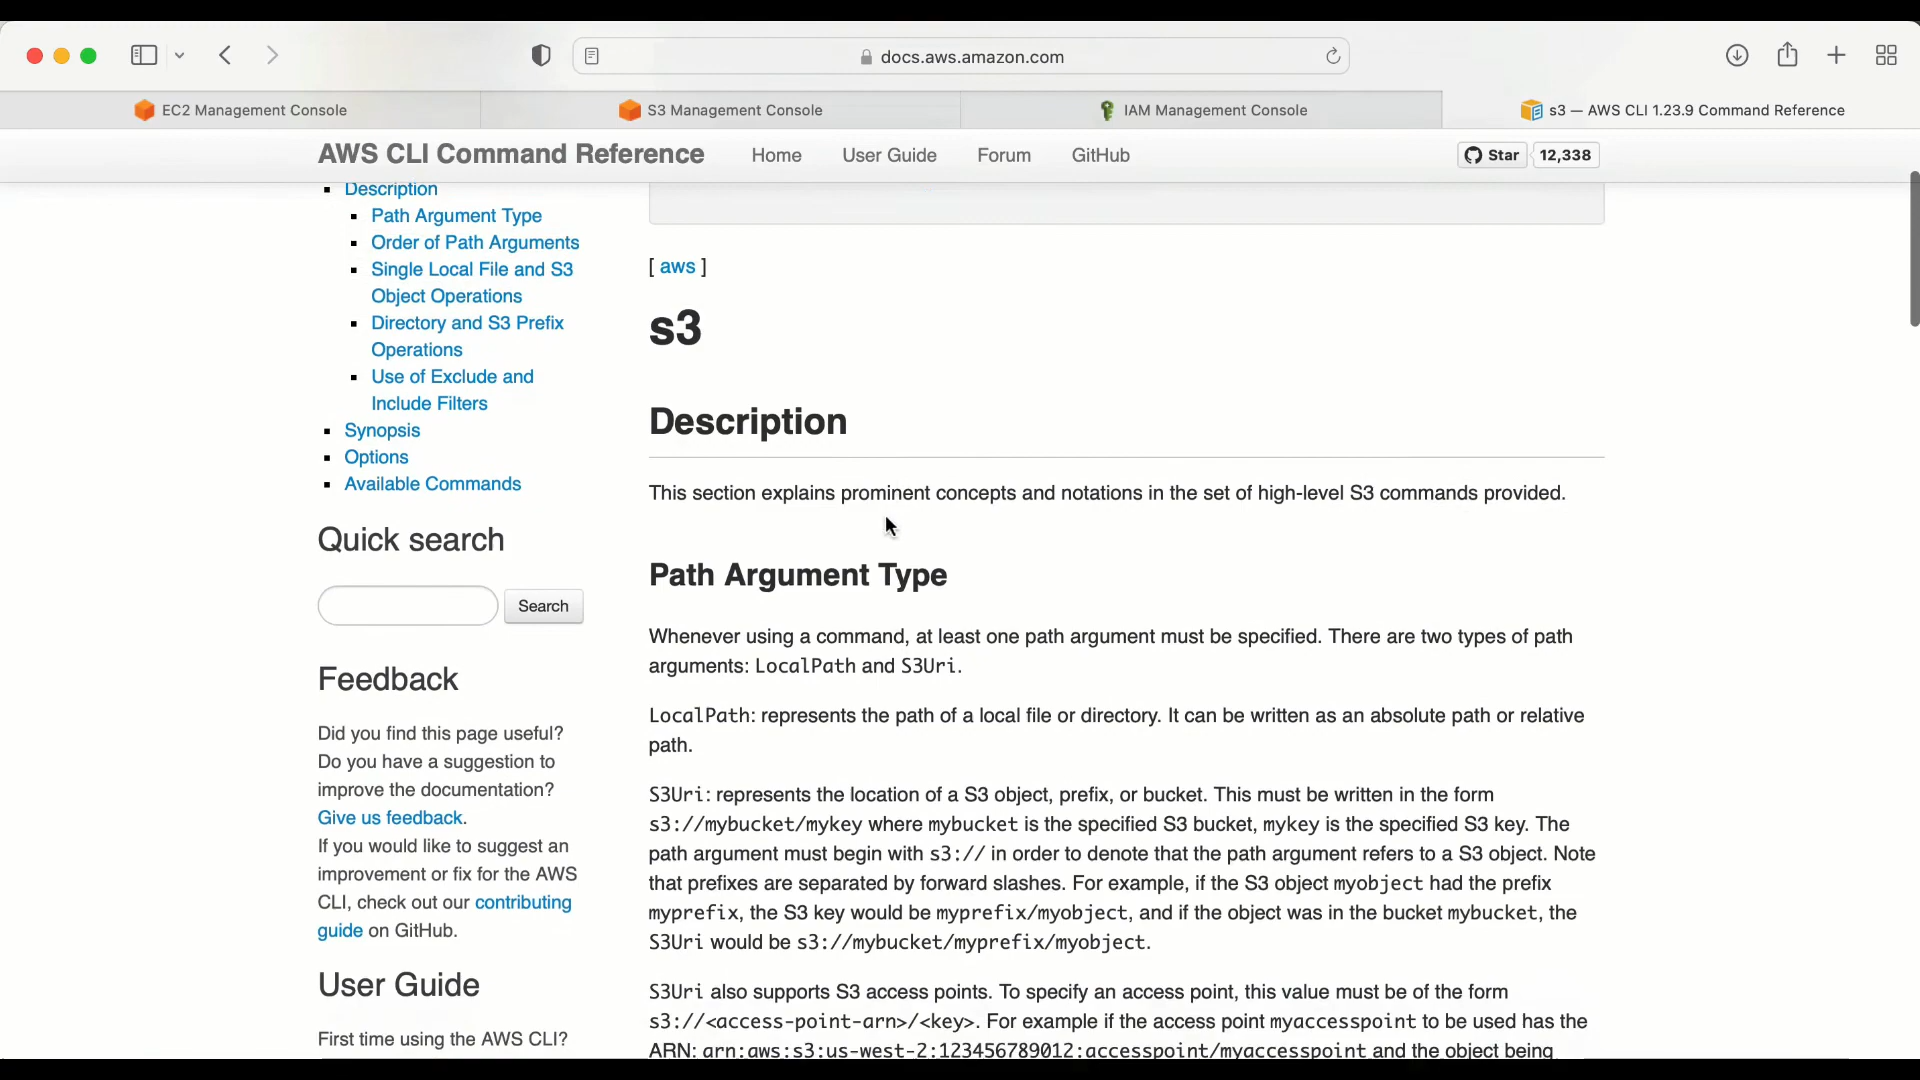 docs.aws.amazon.com
EC2 Management Console
S3 Management Console
IAM Management Console
s3 — AWS CLI 1.23.9 Command Reference
AWS CLI Command Reference
Home
User Guide
Forum
GitHub
Star
12,338
Description
Path Argument Type
Order of Path Arguments
Single Local File and S3
Object Operations
Directory and S3 Prefix
Operations
Use of Exclude and
Include Filters
Synopsis
Options
Available Commands
Quick search
Search
Feedback
Did you find this page useful?
Do you have a suggestion to
improve the documentation?
Give us feedback.
If you would like to suggest an
improvement or fix for the AWS
CLI, check out our contributing
guide on GitHub.
User Guide
First time using the AWS CLI?
[ aws ]
s3
Description
This section explains prominent concepts and notations in the set of high-level S3 commands provided.
Path Argument Type
Whenever using a command, at least one path argument must be specified. There are two types of path
arguments: LocalPath and S3Uri.
LocalPath: represents the path of a local file or directory. It can be written as an absolute path or relative
path.
S3Uri: represents the location of a S3 object, prefix, or bucket. This must be written in the form
s3://mybucket/mykey where mybucket is the specified S3 bucket, mykey is the specified S3 key. The
path argument must begin with s3:// in order to denote that the path argument refers to a S3 object. Note
that prefixes are separated by forward slashes. For example, if the S3 object myobject had the prefix
myprefix, the S3 key would be myprefix/myobject, and if the object was in the bucket mybucket, the
S3Uri would be s3://mybucket/myprefix/myobject.
S3Uri also supports S3 access points. To specify an access point, this value must be of the form
s3://<access-point-arn>/<key>. For example if the access point myaccesspoint to be used has the
ARN: arn:aws:s3:us-west-2:123456789012:accesspoint/myaccesspoint and the object being